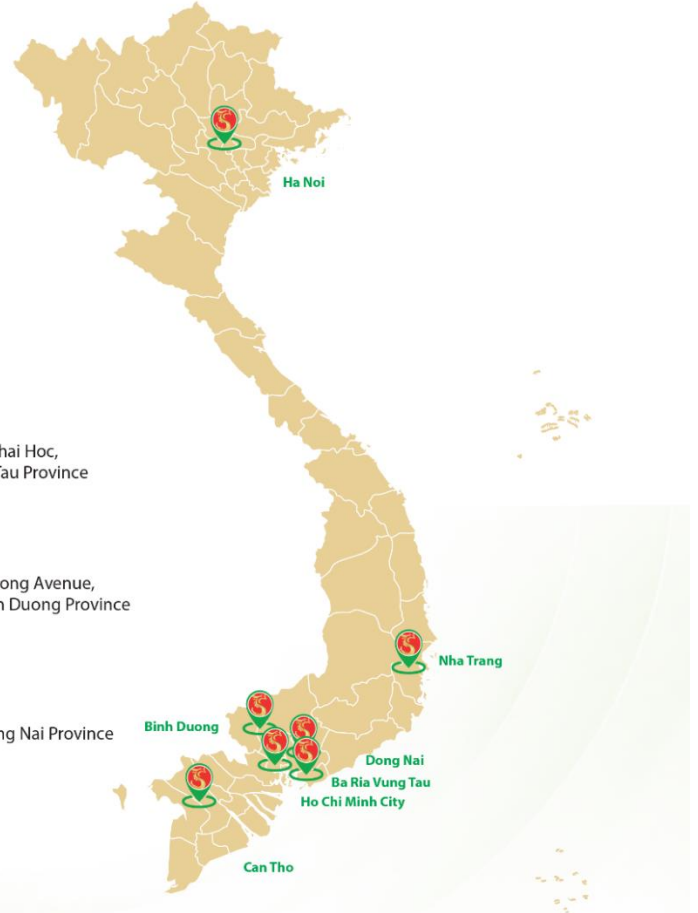 Ha Noi
hai Hoc,
Tau Province
ong Avenue,
h Duong Province
Nha Trang
Binh Duong
ng Nai Province
Dong Nai
Ba Ria Vung Tau
Ho Chi Minh City
Can Tho